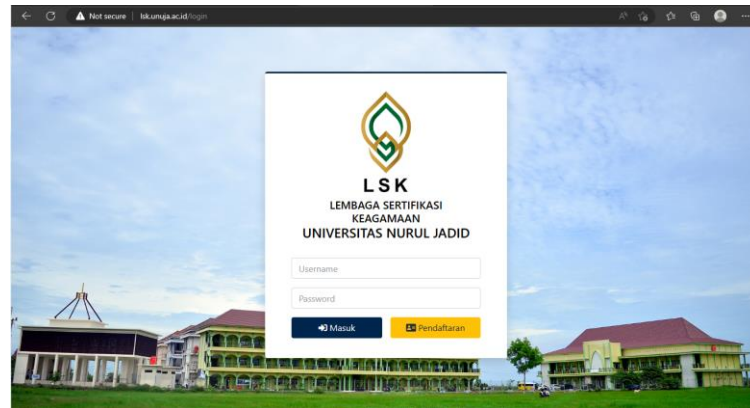 Not secure | lsk.unuja.ac.id/login
LSK
LEMBAGA SERTIFIKASI
KEAGAMAAN
UNIVERSITAS NURUL JADID
Username
Password
Masuk
Pendaftaran